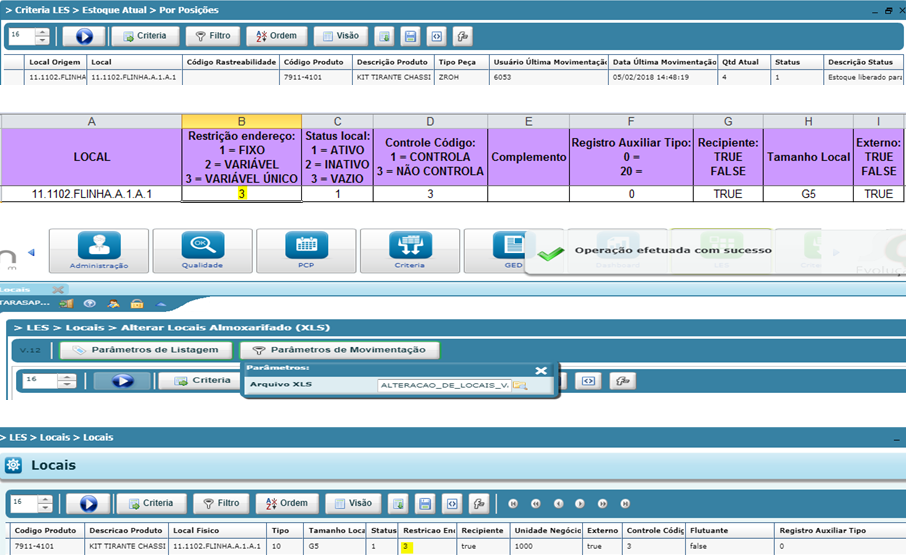 > Criteria LES > Estoque Atual > Por Posições
16 Criteria Filtro Ordem Visão
Local Origem Local Código Rastreabilidade Código Produto Descrição Produto Tipo Peça Usuário Última Movimentação Data Última Movimentação Qtd Atual Status Descrição Status
11.1102.FLINHA 11.1102.FLINHA.A.1.A.1 7911-4101 KIT TIRANTE CHASSI ZROH 6053 05/02/2018 14:48:19 4 1 Estoque liberado para
A B C D E F G H I
LOCAL
Restrição endereço:
1 = FIXO
2 = VARIÁVEL
3 = VARIÁVEL ÚNICO
Status local:
1 = ATIVO
2 = INATIVO
3 = VAZIO
Controle Código:
1 = CONTROLA
3 = NÃO CONTROLA
Complemento
Registro Auxiliar Tipo:
0 =
20 =
Recipiente:
TRUE
FALSE
Tamanho Local
Externo:
TRUE
FALSE
11.1102.FLINHA.A.1.A.1 3 1 3 0 TRUE G5 TRUE
Operação efetuada com sucesso
Administração Qualidade PCP Criteria GED
Locais
TARASAP...
> LES > Locais > Alterar Locais Almoxarifado (XLS)
V.12 Parâmetros de Listagem Parâmetros de Movimentação
Parâmetros:
16 Criteria
Arquivo XLS ALTERACAO_DE_LOCAIS_V.
> LES > Locais > Locais
Locais
16 Criteria Filtro Ordem Visão
Codigo Produto Descricao Produto Local Fisico Tipo Tamanho Loca Status Restricao En Recipiente Unidade Negóci Externo Controle Códig Flutuante Registro Auxiliar Tipo
7911-4101 KIT TIRANTE CHASSI 11.1102.FLINHA.A.1.A.1 10 G5 1 3 true 1000 true 3 false 0